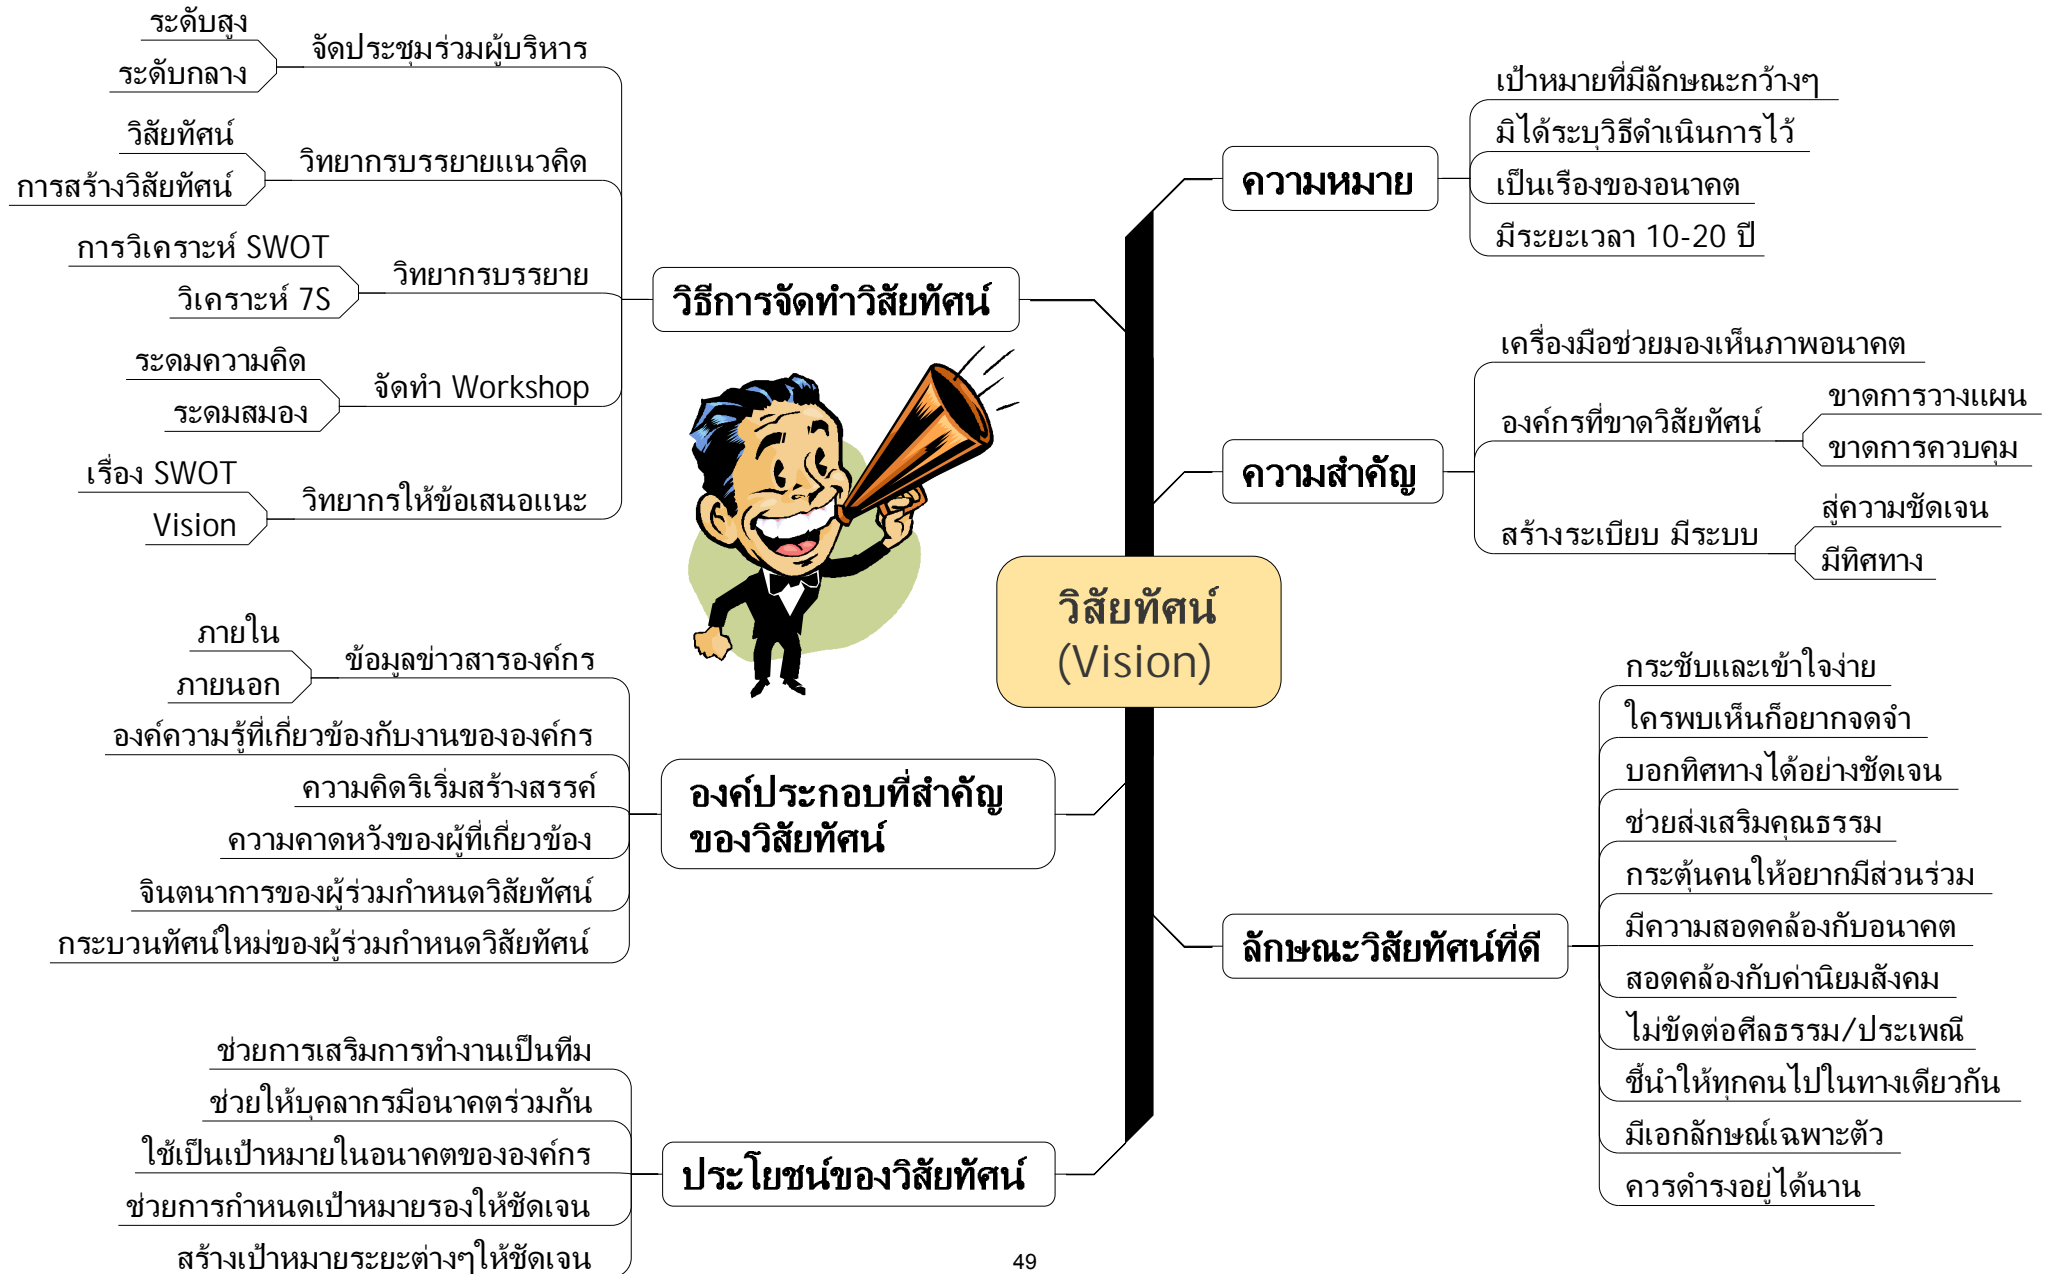 วิสัยทัศน์
(Vision)
ความหมาย
เป้าหมายที่มีลักษณะกว้างๆ
มิได้ระบุวิธีดำเนินการไว้
เป็นเรืองของอนาคต
มีระยะเวลา 10-20 ปี
ความสำคัญ
เครื่องมือช่วยมองเห็นภาพอนาคต
องค์กรที่ขาดวิสัยทัศน์
ขาดการวางแผน
ขาดการควบคุม
สร้างระเบียบ มีระบบ
สู่ความชัดเจน
มีทิศทาง
ลักษณะวิสัยทัศน์ที่ดี
กระชับและเข้าใจง่าย
ใครพบเห็นก็อยากจดจำ
บอกทิศทางได้อย่างชัดเจน
ช่วยส่งเสริมคุณธรรม
กระตุ้นคนให้อยากมีส่วนร่วม
มีความสอดคล้องกับอนาคต
สอดคล้องกับค่านิยมสังคม
ไม่ขัดต่อศีลธรรม/ประเพณี
ชี้นำให้ทุกคนไปในทางเดียวกัน
มีเอกลักษณ์เฉพาะตัว
ควรดำรงอยู่ได้นาน
วิธีการจัดทำวิสัยทัศน์
จัดประชุมร่วมผู้บริหาร
ระดับสูง
ระดับกลาง
วิทยากรบรรยายแนวคิด
วิสัยทัศน์
การสร้างวิสัยทัศน์
วิทยากรบรรยาย
การวิเคราะห์ SWOT
วิเคราะห์ 7S
จัดทำ Workshop
ระดมความคิด
ระดมสมอง
วิทยากรให้ข้อเสนอแนะ
เรื่อง SWOT
Vision
องค์ประกอบที่สำคัญ
ของวิสัยทัศน์
ข้อมูลข่าวสารองค์กร
ภายใน
ภายนอก
องค์ความรู้ที่เกี่ยวข้องกับงานขององค์กร
ความคิดริเริ่มสร้างสรรค์
ความคาดหวังของผู้ที่เกี่ยวข้อง
จินตนาการของผู้ร่วมกำหนดวิสัยทัศน์
กระบวนทัศน์ใหม่ของผู้ร่วมกำหนดวิสัยทัศน์
ประโยชน์ของวิสัยทัศน์
ช่วยการเสริมการทำงานเป็นทีม
ช่วยให้บุคลากรมีอนาคตร่วมกัน
ใช้เป็นเป้าหมายในอนาคตขององค์กร
ช่วยการกำหนดเป้าหมายรองให้ชัดเจน
สร้างเป้าหมายระยะต่างๆให้ชัดเจน
49